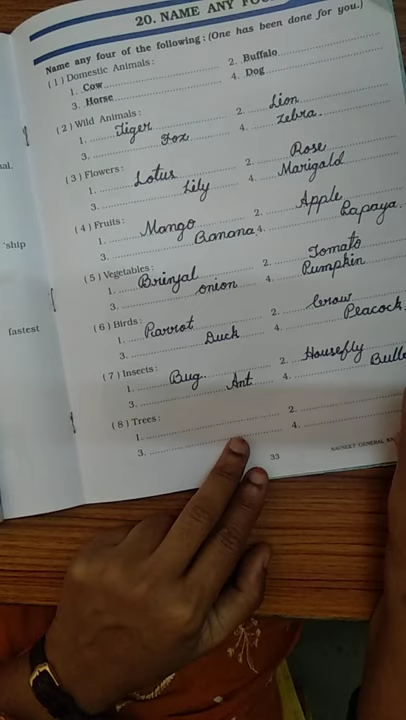 20. NAME ANY
Name any four of the following : (One has been done for you.)
(1) Domestic Animals :
1. Cow 2. Buffalo
3. Horse 4. Dog
(2) Wild Animals :
1. Tiger 2. Lion
3. Fox 4. Zebra
(3) Flowers :
1. Lotus 2. Rose
3. Lily 4. Marigold
(4) Fruits :
1. Mango 2. Apple
3. Banana 4. Papaya
(5) Vegetables :
1. Brinjal 2. Tomato
3. onion 4. Pumpkin
(6) Birds :
1. Parrot 2. Crow
3. Duck 4. Peacock
(7) Insects :
1. Bug 2. Housefly
3. Ant 4.
(8) Trees :
1. 2.
3. 4.
33
GENERAL
'ship
fastest